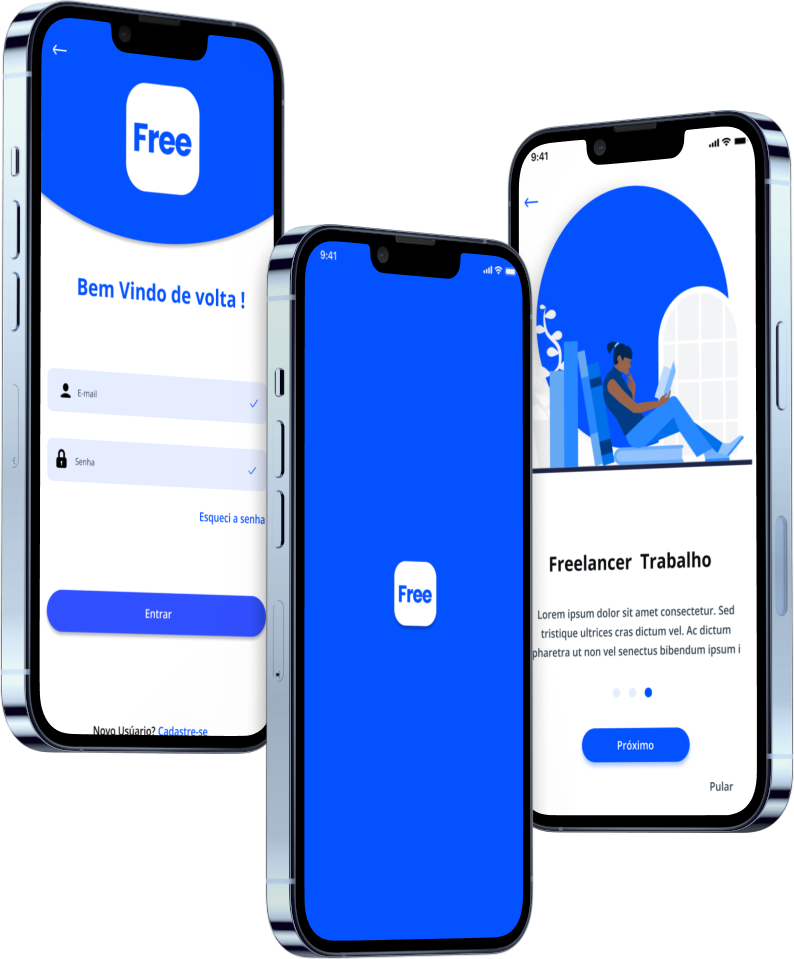 Free
Bem Vindo de volta !
E-mail
Senha
Esqueci a senha
Entrar
Novo Usúario? Cadastre-se
9:41
Free
9:41
Freelancer Trabalho
Lorem ipsum dolor sit amet consectetur. Sed
tristique ultrices cras dictum vel. Ac dictum
pharetra ut non vel senectus bibendum ipsum i
Próximo
Pular